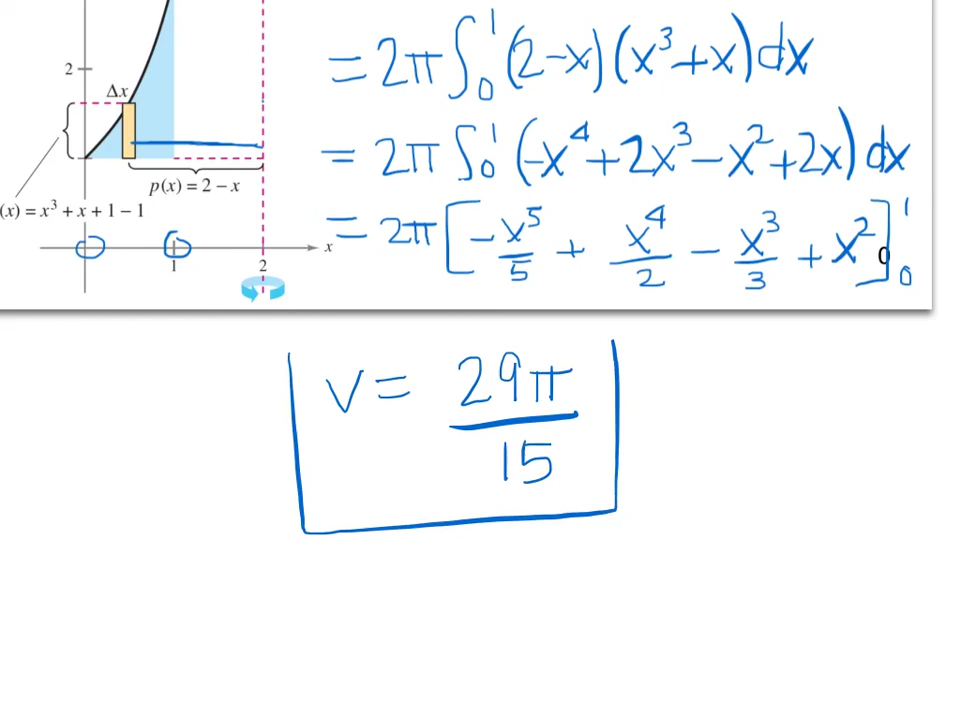 = 2π ∫₀¹ (2-x)(x³+x)dx
2
Δx
= 2π ∫₀¹ (-x⁴+2x³-x²+2x)dx
p(x) = 2 − x
(x) = x³ + x + 1 − 1
= 2π [-x⁵/5 + x⁴/2 - x³/3 + x²]₀¹
x
1
2
V = 29π/15